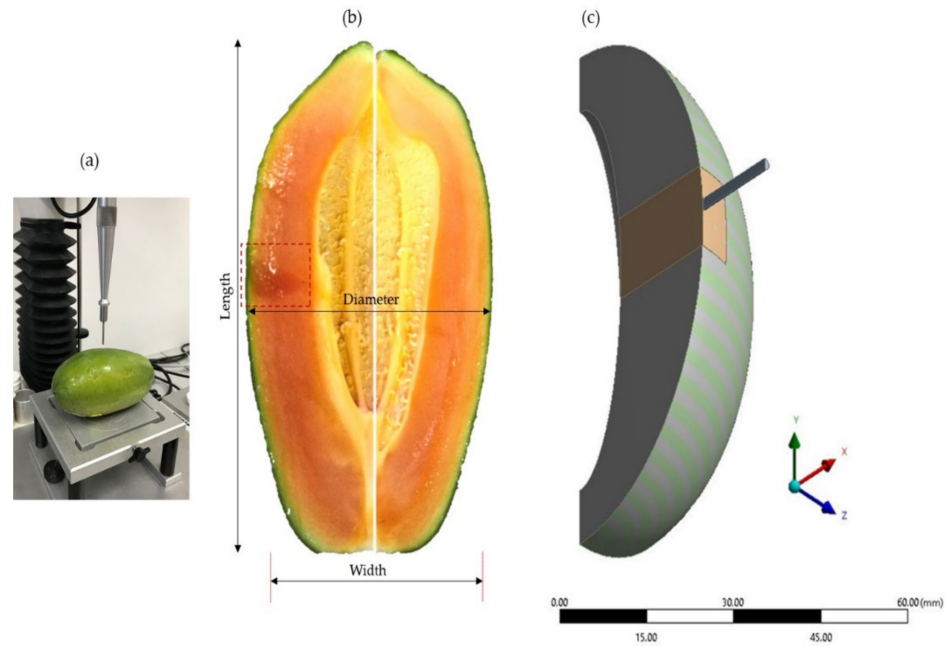 (a)
(b)
(c)
Length
Diameter
Width
Y
X
Z
0.00 30.00 60.00 (mm)
15.00 45.00